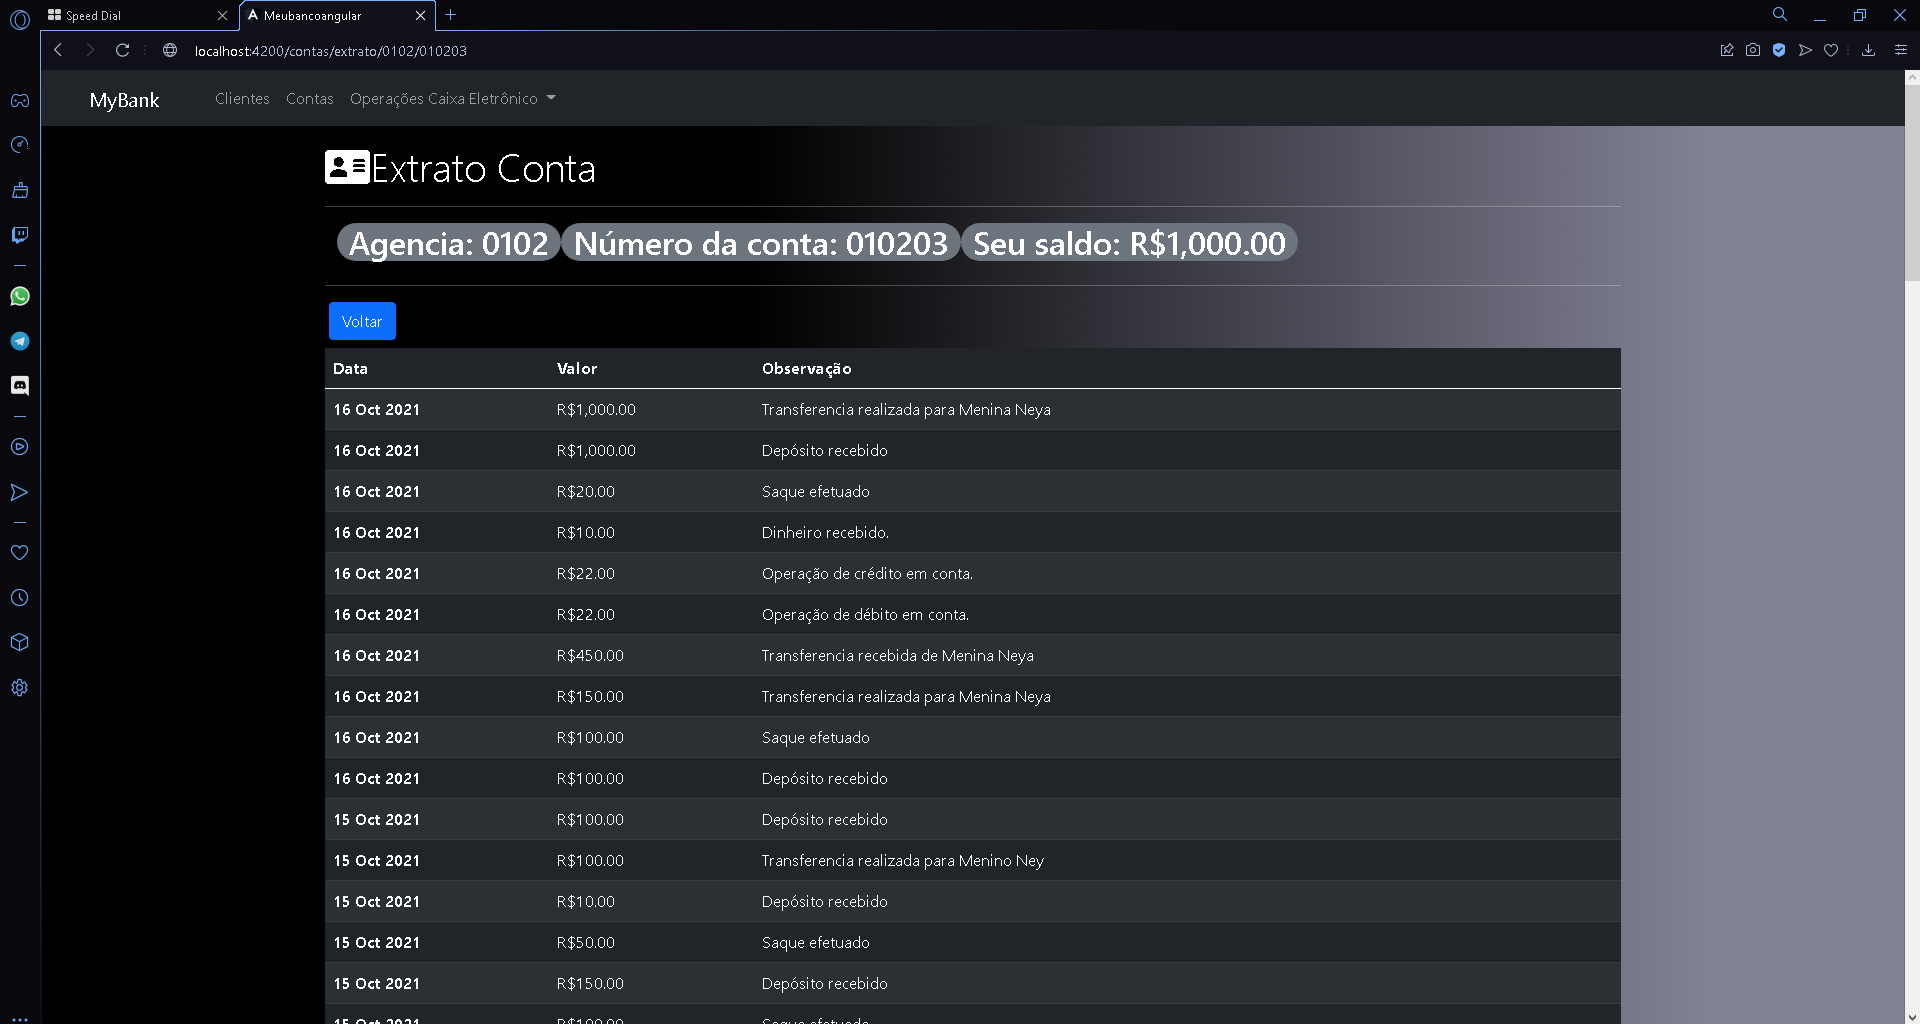 Speed Dial
Meubancoangular
localhost:4200/contas/extrato/0102/010203
MyBank Clientes Contas Operações Caixa Eletrônico
Extrato Conta
Agencia: 0102 Número da conta: 010203 Seu saldo: R$1,000.00
Voltar
Data Valor Observação
16 Oct 2021 R$1,000.00 Transferencia realizada para Menina Neya
16 Oct 2021 R$1,000.00 Depósito recebido
16 Oct 2021 R$20.00 Saque efetuado
16 Oct 2021 R$10.00 Dinheiro recebido.
16 Oct 2021 R$22.00 Operação de crédito em conta.
16 Oct 2021 R$22.00 Operação de débito em conta.
16 Oct 2021 R$450.00 Transferencia recebida de Menina Neya
16 Oct 2021 R$150.00 Transferencia realizada para Menina Neya
16 Oct 2021 R$100.00 Saque efetuado
16 Oct 2021 R$100.00 Depósito recebido
15 Oct 2021 R$100.00 Depósito recebido
15 Oct 2021 R$100.00 Transferencia realizada para Menino Ney
15 Oct 2021 R$10.00 Depósito recebido
15 Oct 2021 R$50.00 Saque efetuado
15 Oct 2021 R$150.00 Depósito recebido
15 Oct 2021 R$100.00 Saque efetuado